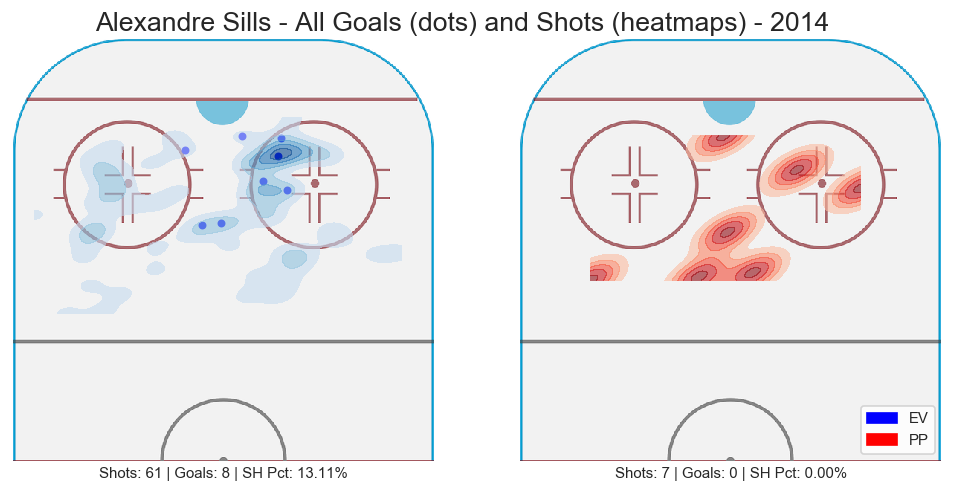 Alexandre Sills - All Goals (dots) and Shots (heatmaps) - 2014
EV
PP
Shots: 61 | Goals: 8 | SH Pct: 13.11%
Shots: 7 | Goals: 0 | SH Pct: 0.00%